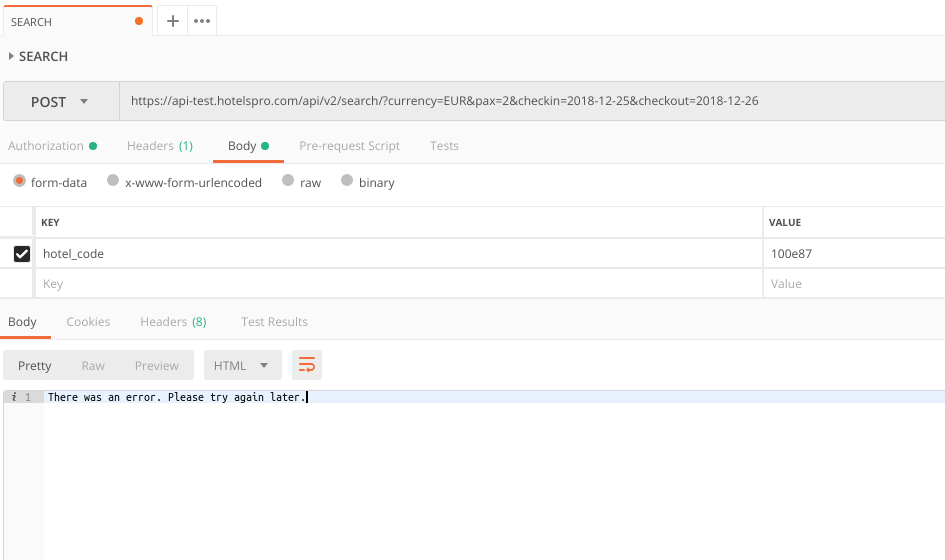 SEARCH
SEARCH
POST https://api-test.hotelspro.com/api/v2/search/?currency=EUR&pax=2&checkin=2018-12-25&checkout=2018-12-26
Authorization Headers (1) Body Pre-request Script Tests
form-data x-www-form-urlencoded raw binary
KEY VALUE
hotel_code 100e87
Key Value
Body Cookies Headers (8) Test Results
Pretty Raw Preview HTML
i 1 There was an error. Please try again later.